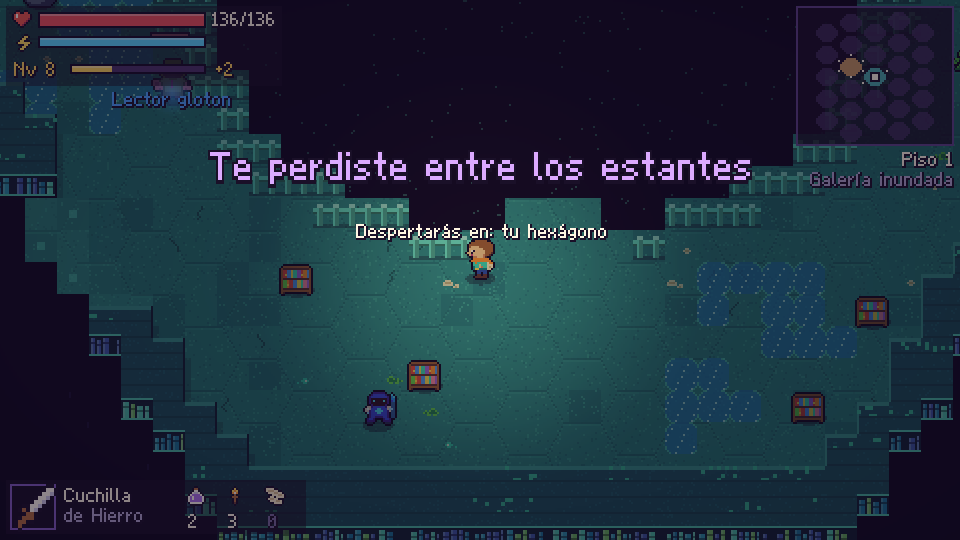 136/136
Nv 8
+2
Lector gloton
Te perdiste entre los estantes
Piso 1
Galería inundada
Despertarás en: tu hexágono
Cuchilla
de Hierro
2 3 0